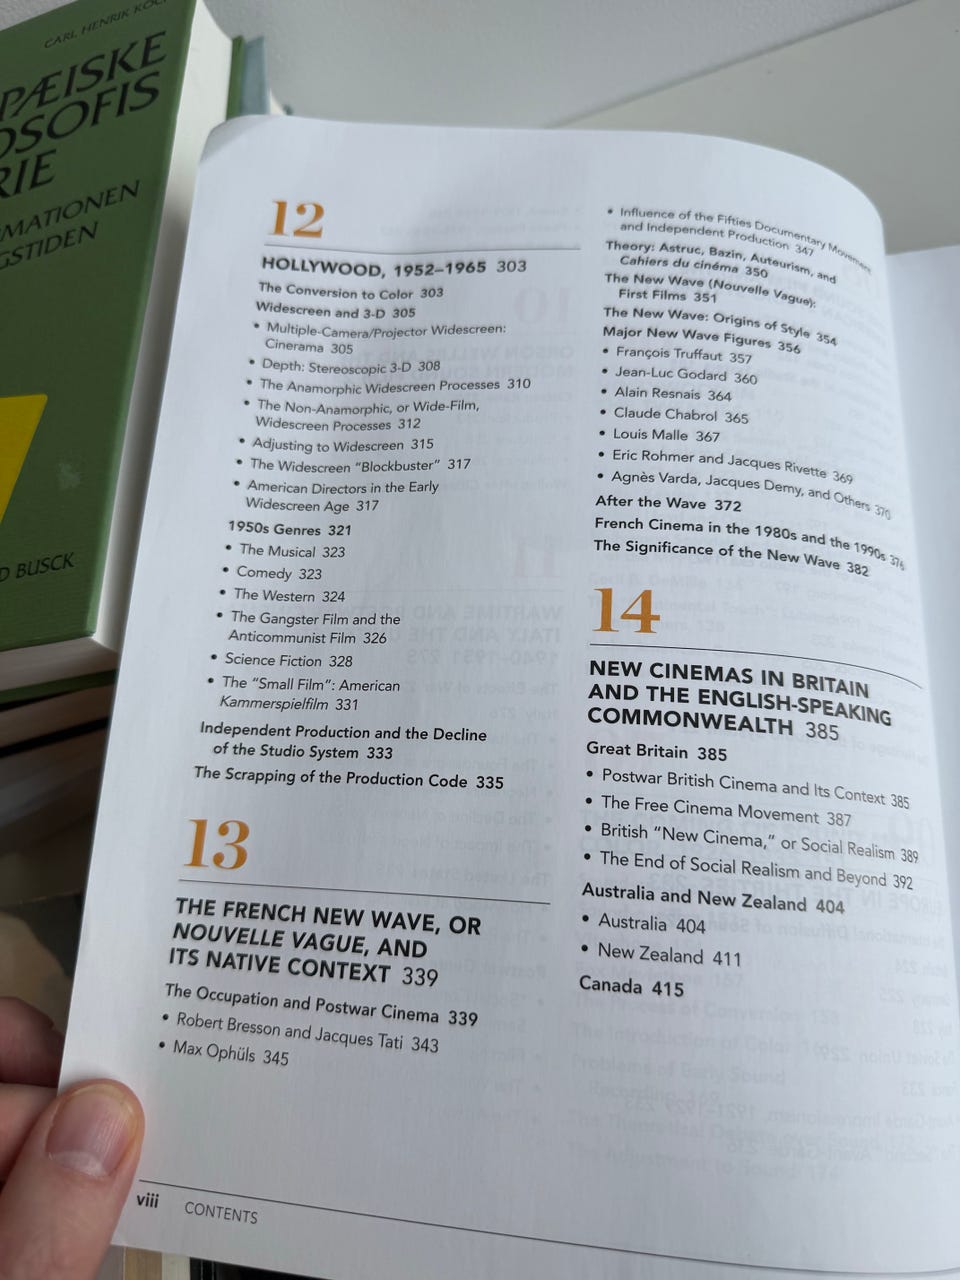 CARL HENRIK KOCH
PÆISKE
OSOFIS
RIE
RMATIONEN
GSTIDEN
D BUSCK
12
HOLLYWOOD, 1952–1965 303
The Conversion to Color 303
Widescreen and 3-D 305
• Multiple-Camera/Projector Widescreen:
Cinerama 305
• Depth: Stereoscopic 3-D 308
• The Anamorphic Widescreen Processes 310
• The Non-Anamorphic, or Wide-Film,
Widescreen Processes 312
• Adjusting to Widescreen 315
• The Widescreen “Blockbuster” 317
• American Directors in the Early
Widescreen Age 317
1950s Genres 321
• The Musical 323
• Comedy 323
• The Western 324
• The Gangster Film and the
Anticommunist Film 326
• Science Fiction 328
• The “Small Film”: American
Kammerspielfilm 331
Independent Production and the Decline
of the Studio System 333
The Scrapping of the Production Code 335
13
THE FRENCH NEW WAVE, OR
NOUVELLE VAGUE, AND
ITS NATIVE CONTEXT 339
The Occupation and Postwar Cinema 339
• Robert Bresson and Jacques Tati 343
• Max Ophüls 345
• Influence of the Fifties Documentary Movement
and Independent Production 347
Theory: Astruc, Bazin, Auteurism, and
Cahiers du cinéma 350
The New Wave (Nouvelle Vague):
First Films 351
The New Wave: Origins of Style 354
Major New Wave Figures 356
• François Truffaut 357
• Jean-Luc Godard 360
• Alain Resnais 364
• Claude Chabrol 365
• Louis Malle 367
• Eric Rohmer and Jacques Rivette 369
• Agnès Varda, Jacques Demy, and Others 370
After the Wave 372
French Cinema in the 1980s and the 1990s 376
The Significance of the New Wave 382
14
NEW CINEMAS IN BRITAIN
AND THE ENGLISH-SPEAKING
COMMONWEALTH 385
Great Britain 385
• Postwar British Cinema and Its Context 385
• The Free Cinema Movement 387
• British “New Cinema,” or Social Realism 389
• The End of Social Realism and Beyond 392
Australia and New Zealand 404
• Australia 404
• New Zealand 411
Canada 415
viii CONTENTS